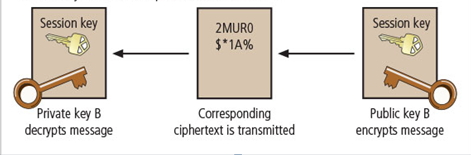 Session key
2MUR0
$*1A%
Session key
Private key B
decrypts message
Corresponding
ciphertext is transmitted
Public key B
encrypts message